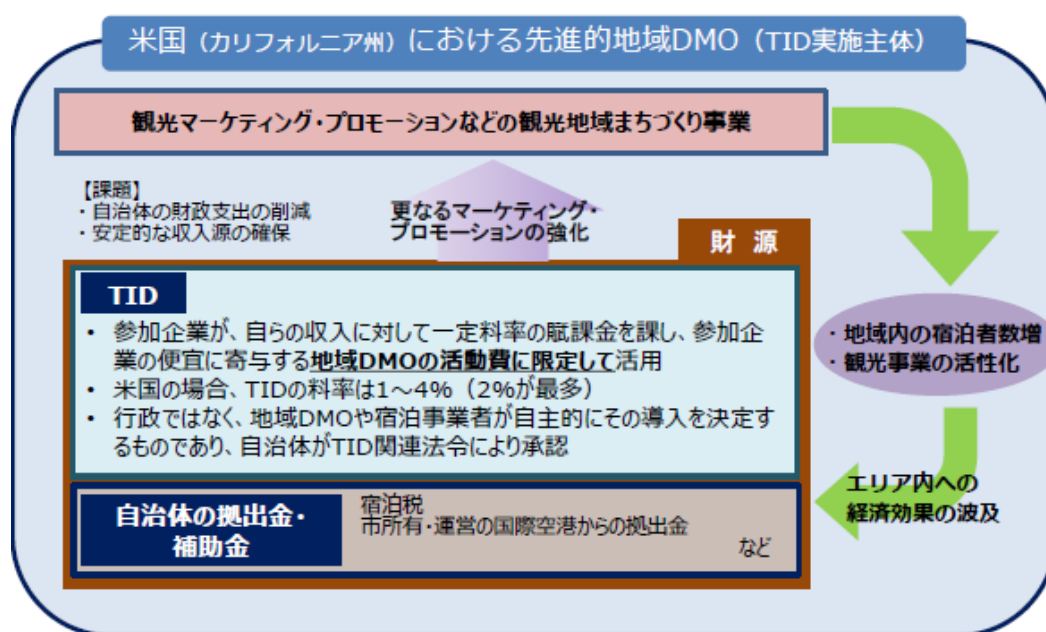 米国（カリフォルニア州）における先進的地域DMO（TID実施主体）
観光マーケティング・プロモーションなどの観光地域まちづくり事業
【課題】
・自治体の財政支出の削減
・安定的な収入源の確保
更なるマーケティング・
プロモーションの強化
財 源
TID
• 参加企業が、自らの収入に対して一定料率の賦課金を課し、参加企
業の便宜に寄与する地域DMOの活動費に限定して活用
• 米国の場合、TIDの料率は1～4%（2%が最多）
• 行政ではなく、地域DMOや宿泊事業者が自主的にその導入を決定す
るものであり、自治体がTID関連法令により承認
自治体の拠出金・
補助金
宿泊税
市所有・運営の国際空港からの拠出金
など
・地域内の宿泊者数増
・観光事業の活性化
エリア内への
経済効果の波及